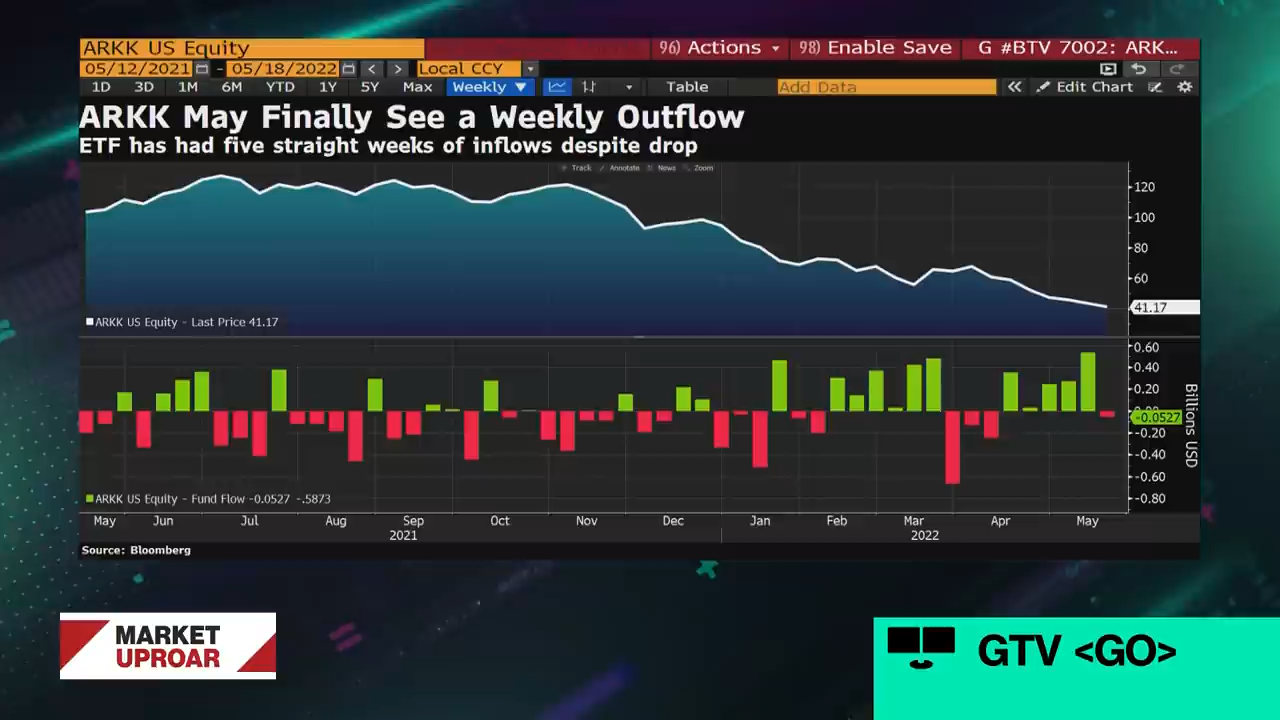 ARKK US Equity
96) Actions
98) Enable Save
G #BTV 7002: ARK...
05/12/2021 - 05/18/2022 < > Local CCY
1D 3D 1M 6M YTD 1Y 5Y Max Weekly ▼ Table Add Data « Edit Chart
ARKK May Finally See a Weekly Outflow
ETF has had five straight weeks of inflows despite drop
Track Annotate News Zoom
120
100
80
60
41.17
ARKK US Equity - Last Price 41.17
0.60
0.40
0.20
0.00
-0.0527
-0.20
-0.40
-0.60
-0.80
Billions USD
ARKK US Equity - Fund Flow -0.0527 -.5873
May Jun Jul Aug Sep Oct Nov Dec Jan Feb Mar Apr May
2021 2022
Source: Bloomberg
MARKET
UPROAR
GTV <GO>